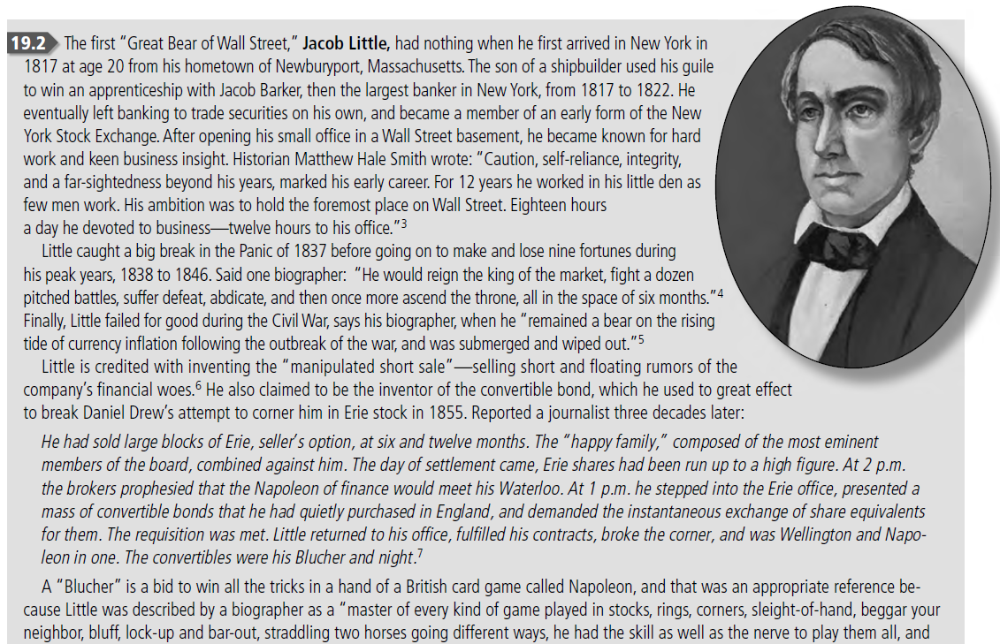 19.2 The first “Great Bear of Wall Street,” Jacob Little, had nothing when he first arrived in New York in
1817 at age 20 from his hometown of Newburyport, Massachusetts. The son of a shipbuilder used his guile
to win an apprenticeship with Jacob Barker, then the largest banker in New York, from 1817 to 1822. He
eventually left banking to trade securities on his own, and became a member of an early form of the New
York Stock Exchange. After opening his small office in a Wall Street basement, he became known for hard
work and keen business insight. Historian Matthew Hale Smith wrote: “Caution, self-reliance, integrity,
and a far-sightedness beyond his years, marked his early career. For 12 years he worked in his little den as
few men work. His ambition was to hold the foremost place on Wall Street. Eighteen hours
a day he devoted to business—twelve hours to his office.”3
Little caught a big break in the Panic of 1837 before going on to make and lose nine fortunes during
his peak years, 1838 to 1846. Said one biographer: “He would reign the king of the market, fight a dozen
pitched battles, suffer defeat, abdicate, and then once more ascend the throne, all in the space of six months.”4
Finally, Little failed for good during the Civil War, says his biographer, when he “remained a bear on the rising
tide of currency inflation following the outbreak of the war, and was submerged and wiped out.”5
Little is credited with inventing the “manipulated short sale”—selling short and floating rumors of the
company’s financial woes.6 He also claimed to be the inventor of the convertible bond, which he used to great effect
to break Daniel Drew’s attempt to corner him in Erie stock in 1855. Reported a journalist three decades later:
He had sold large blocks of Erie, seller’s option, at six and twelve months. The “happy family,” composed of the most eminent
members of the board, combined against him. The day of settlement came, Erie shares had been run up to a high figure. At 2 p.m.
the brokers prophesied that the Napoleon of finance would meet his Waterloo. At 1 p.m. he stepped into the Erie office, presented a
mass of convertible bonds that he had quietly purchased in England, and demanded the instantaneous exchange of share equivalents
for them. The requisition was met. Little returned to his office, fulfilled his contracts, broke the corner, and was Wellington and Napo-
leon in one. The convertibles were his Blucher and night.7
A “Blucher” is a bid to win all the tricks in a hand of a British card game called Napoleon, and that was an appropriate reference be-
cause Little was described by a biographer as a “master of every kind of game played in stocks, rings, corners, sleight-of-hand, beggar your
neighbor, bluff, lock-up and bar-out, straddling two horses going different ways, he had the skill as well as the nerve to play them all, and